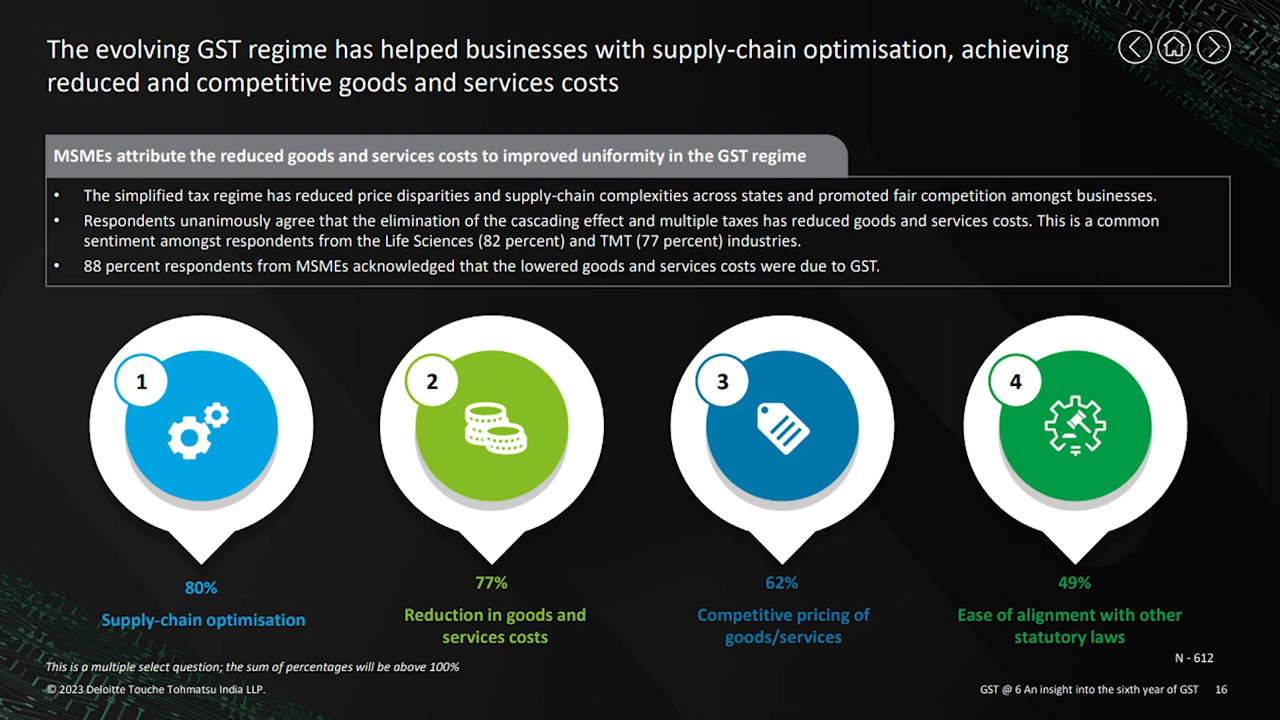 The evolving GST regime has helped businesses with supply-chain optimisation, achieving
reduced and competitive goods and services costs
MSMEs attribute the reduced goods and services costs to improved uniformity in the GST regime
• The simplified tax regime has reduced price disparities and supply-chain complexities across states and promoted fair competition amongst businesses.
• Respondents unanimously agree that the elimination of the cascading effect and multiple taxes has reduced goods and services costs. This is a common
sentiment amongst respondents from the Life Sciences (82 percent) and TMT (77 percent) industries.
• 88 percent respondents from MSMEs acknowledged that the lowered goods and services costs were due to GST.
1
80%
Supply-chain optimisation
2
77%
Reduction in goods and
services costs
3
62%
Competitive pricing of
goods/services
4
49%
Ease of alignment with other
statutory laws
N - 612
This is a multiple select question; the sum of percentages will be above 100%
© 2023 Deloitte Touche Tohmatsu India LLP.
GST @ 6 An insight into the sixth year of GST 16